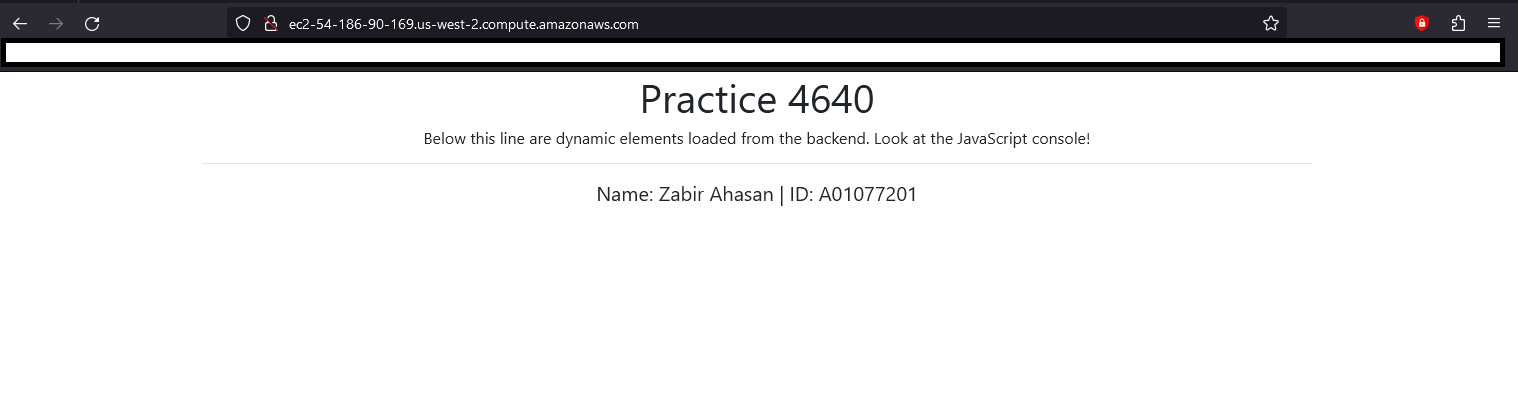 ec2-54-186-90-169.us-west-2.compute.amazonaws.com
Practice 4640
Below this line are dynamic elements loaded from the backend. Look at the JavaScript console!
Name: Zabir Ahasan | ID: A01077201